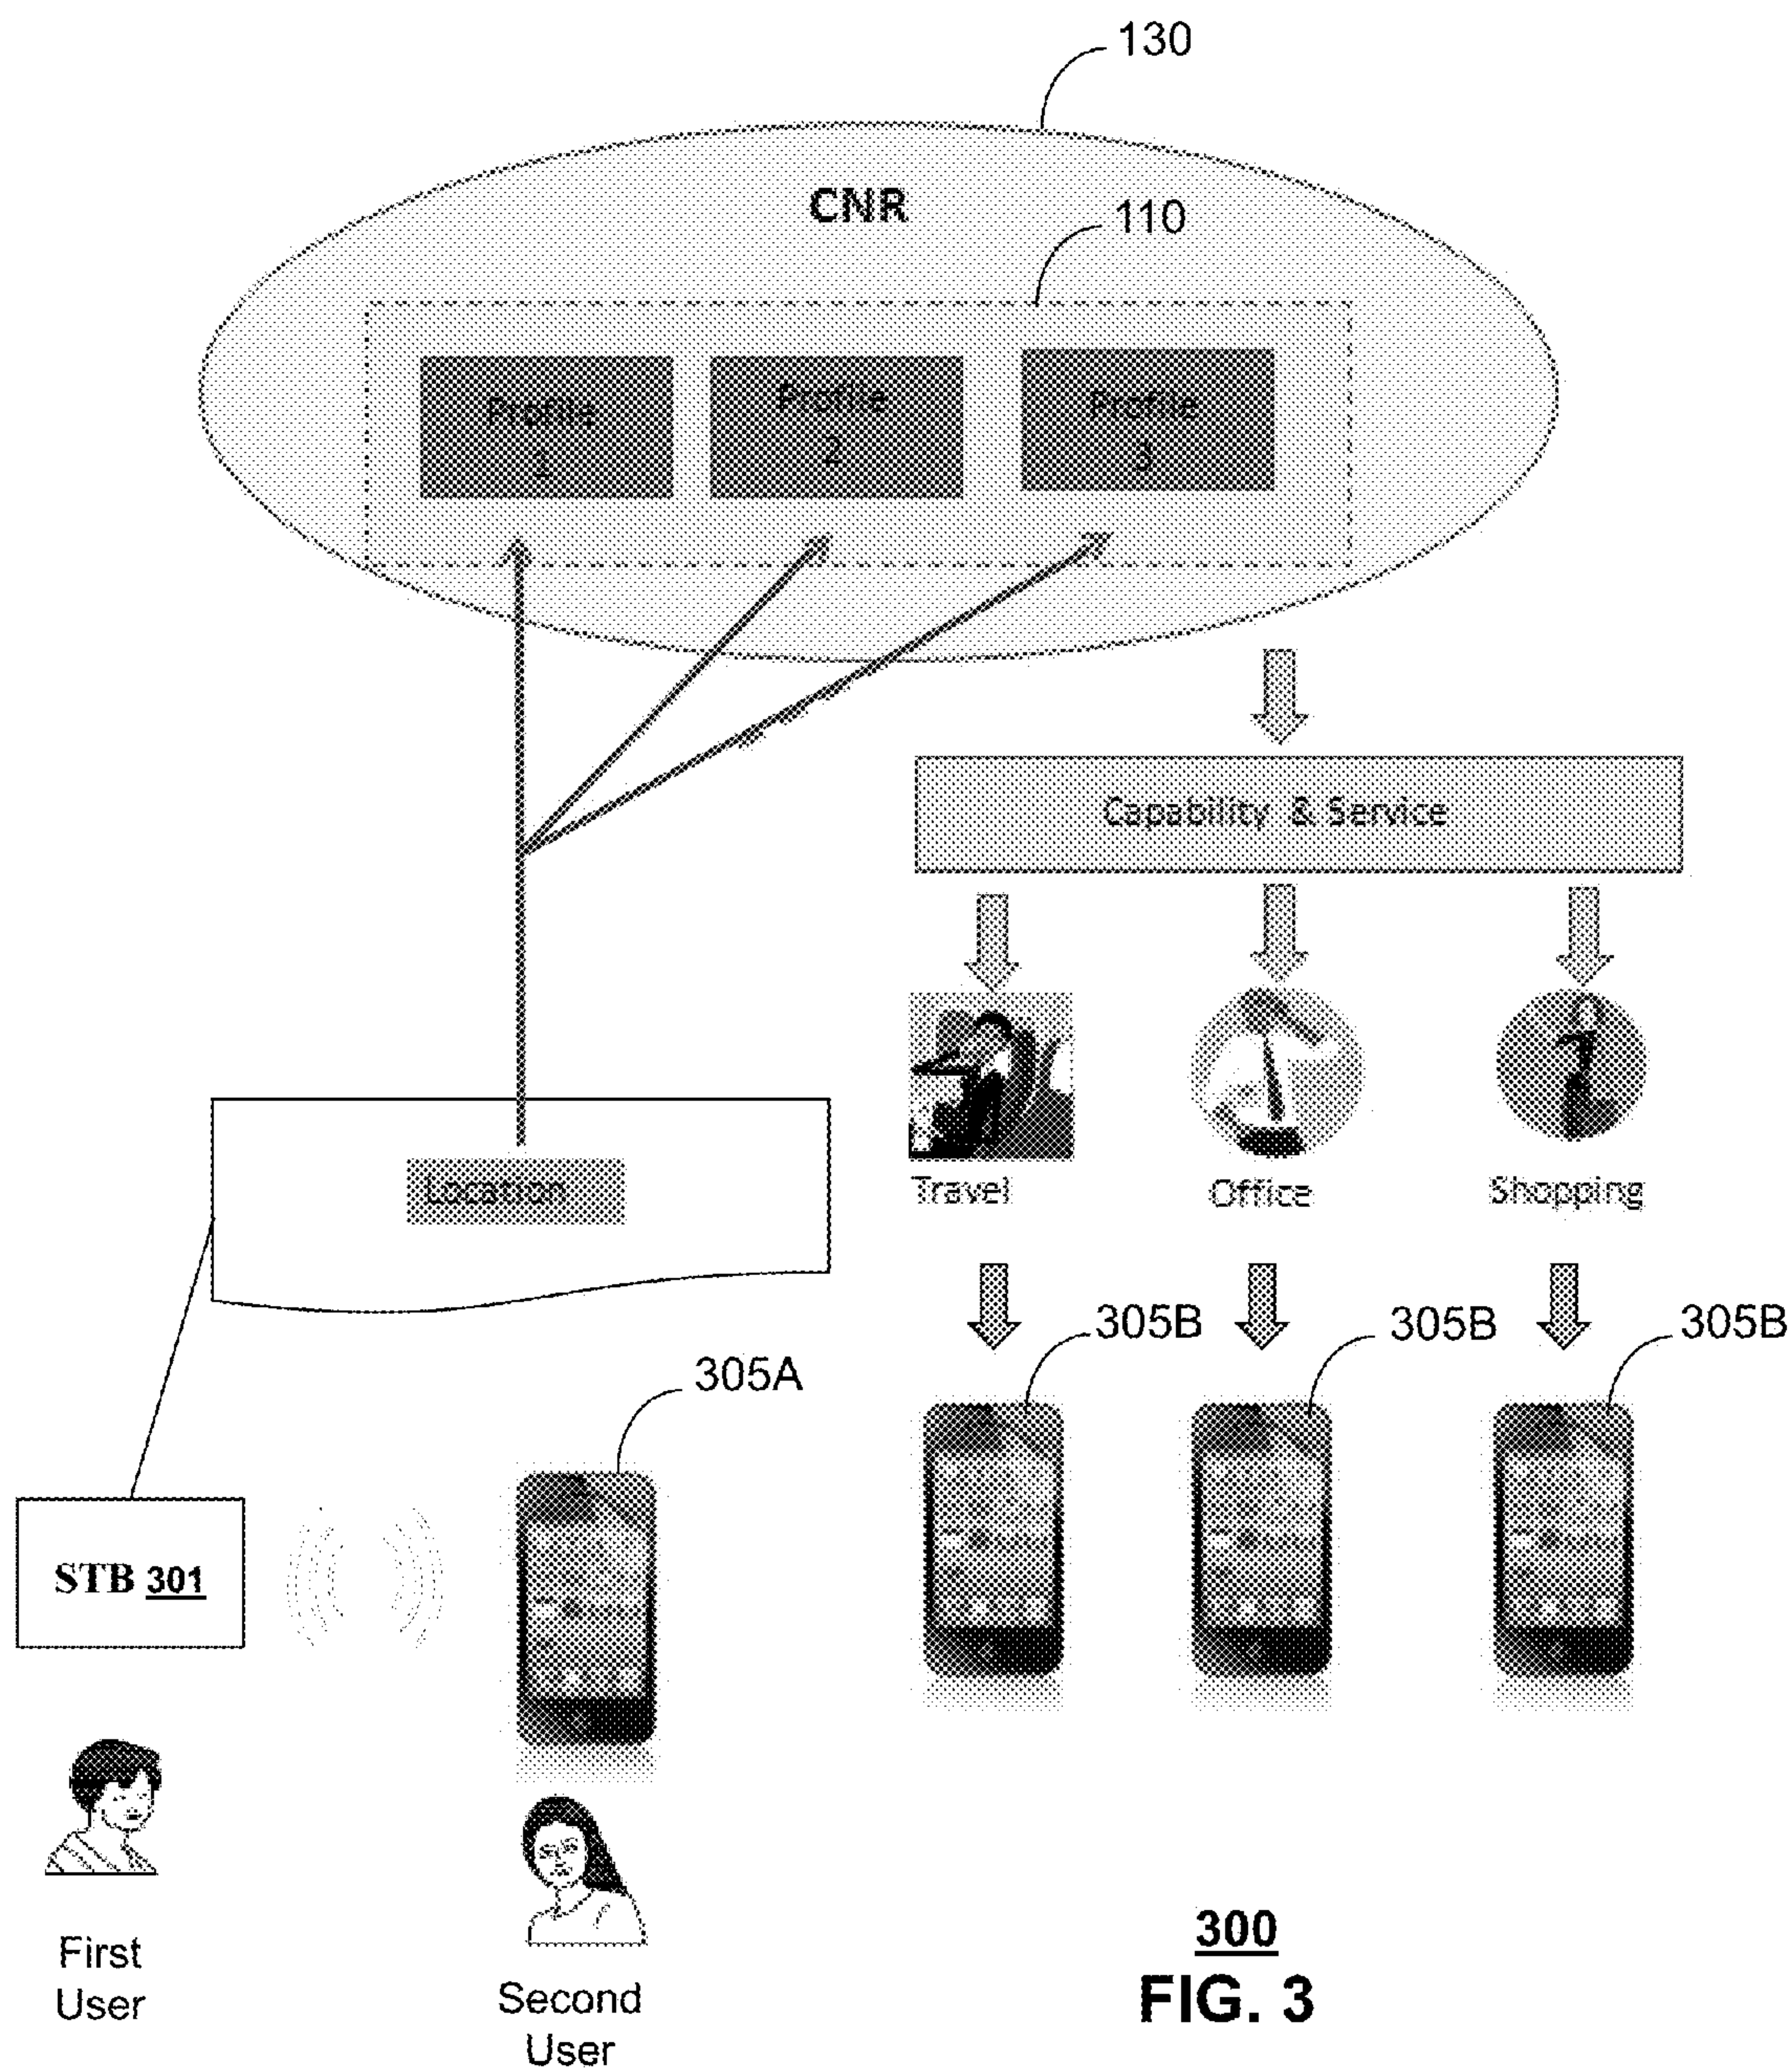 130
CNR
110
Profile
1
Profile
2
Profile
3
Capability & Service
Location
Travel
Office
Shopping
305B
305B
305B
305A
STB 301
First
User
Second
User
300
FIG. 3